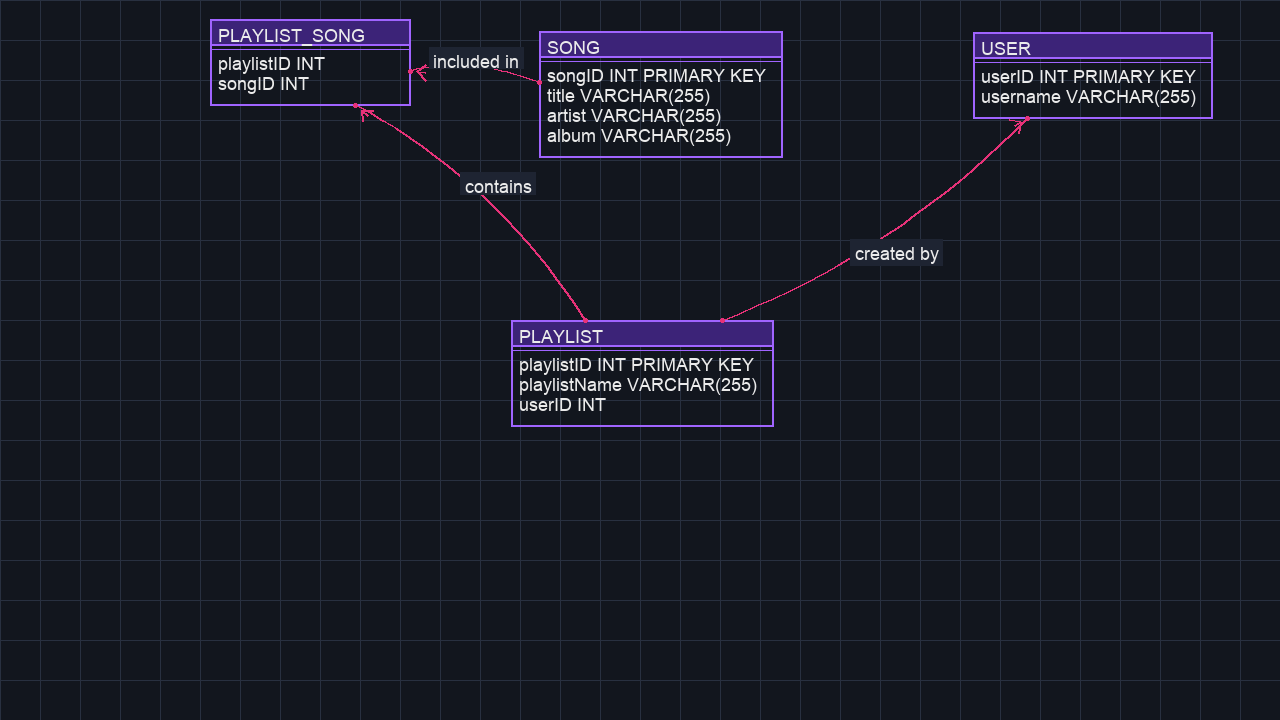 PLAYLIST_SONG
playlistID INT
songID INT
included in
SONG
songID INT PRIMARY KEY
title VARCHAR(255)
artist VARCHAR(255)
album VARCHAR(255)
USER
userID INT PRIMARY KEY
username VARCHAR(255)
contains
created by
PLAYLIST
playlistID INT PRIMARY KEY
playlistName VARCHAR(255)
userID INT